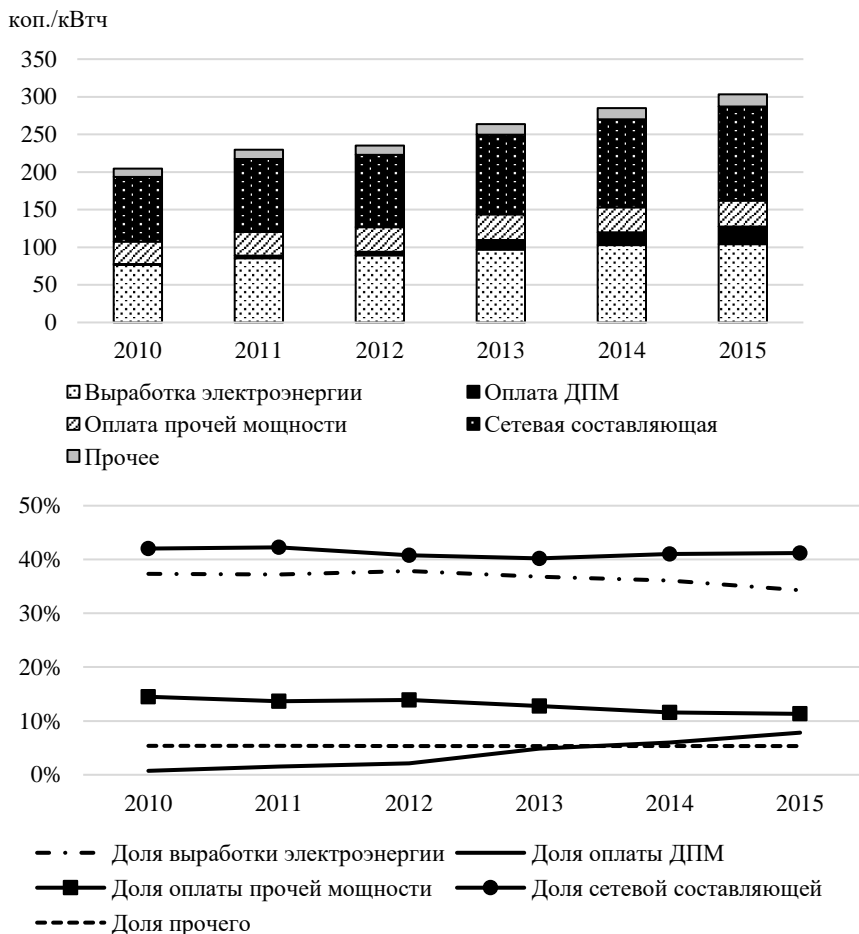 коп./кВтч
350
300
250
200
150
100
50
0
2010 2011 2012 2013 2014 2015
Выработка электроэнергии Оплата ДПМ
Оплата прочей мощности Сетевая составляющая
Прочее
50%
40%
30%
20%
10%
0%
2010 2011 2012 2013 2014 2015
Доля выработки электроэнергии Доля оплаты ДПМ
Доля оплаты прочей мощности Доля сетевой составляющей
Доля прочего